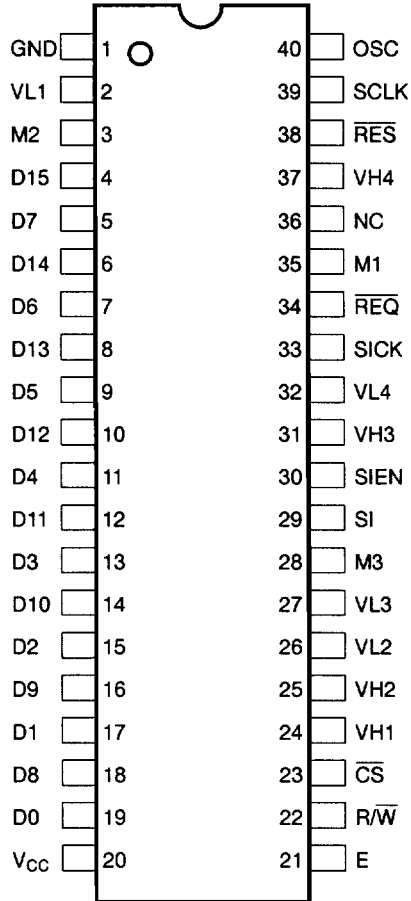 GND 1 40 OSC
VL1 2 39 SCLK
M2 3 38 R̅E̅S̅
D15 4 37 VH4
D7 5 36 NC
D14 6 35 M1
D6 7 34 R̅E̅Q̅
D13 8 33 SICK
D5 9 32 VL4
D12 10 31 VH3
D4 11 30 SIEN
D11 12 29 SI
D3 13 28 M3
D10 14 27 VL3
D2 15 26 VL2
D9 16 25 VH2
D1 17 24 VH1
D8 18 23 C̅S̅
D0 19 22 R/W̅
VCC 20 21 E